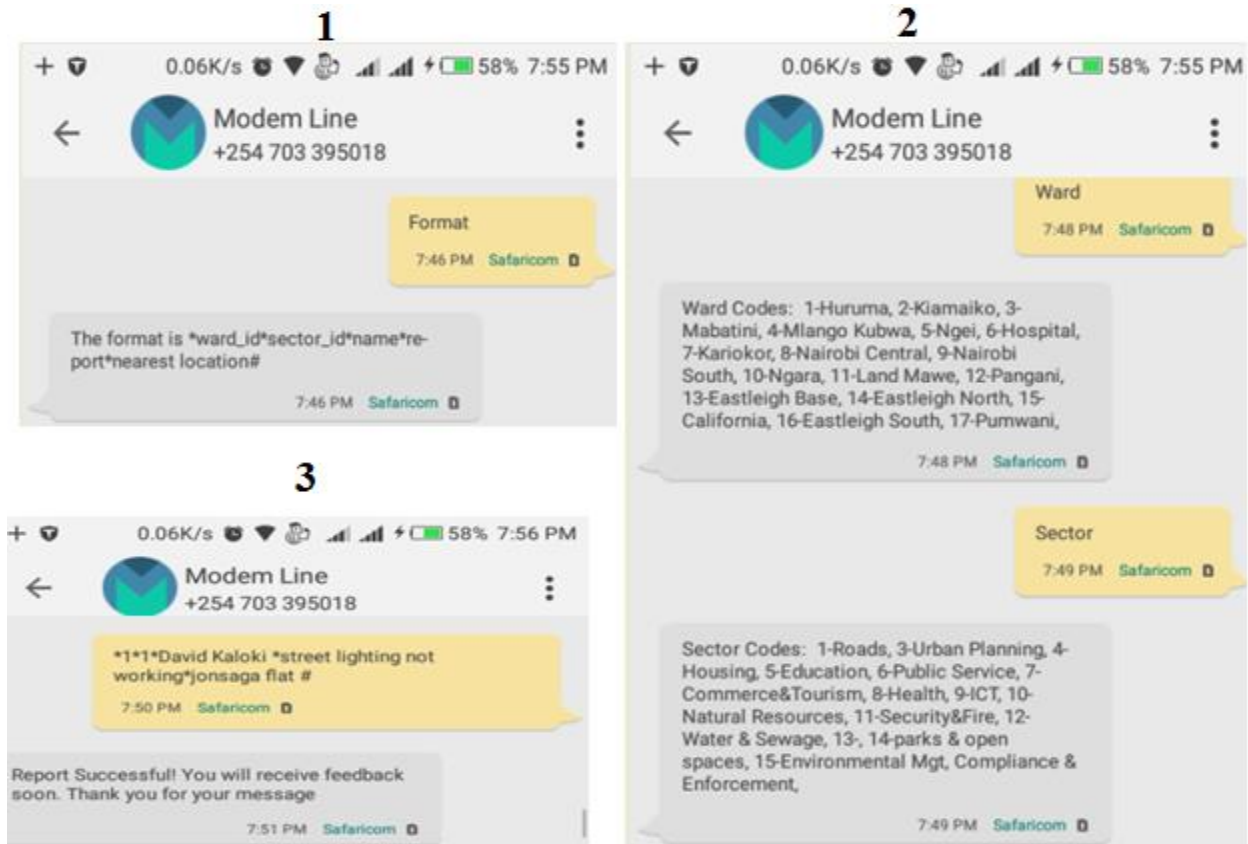 1
0.06K/s 58% 7:55 PM
Modem Line
+254 703 395018
Format
7:46 PM Safaricom
The format is *ward_id*sector_id*name*re-
port*nearest location#
7:46 PM Safaricom
2
0.06K/s 58% 7:55 PM
Modem Line
+254 703 395018
Ward
7:48 PM Safaricom
Ward Codes: 1-Huruma, 2-Kiamaiko, 3-
Mabatini, 4-Mlango Kubwa, 5-Ngei, 6-Hospital,
7-Kariokor, 8-Nairobi Central, 9-Nairobi
South, 10-Ngara, 11-Land Mawe, 12-Pangani,
13-Eastleigh Base, 14-Eastleigh North, 15-
California, 16-Eastleigh South, 17-Pumwani,
7:48 PM Safaricom
Sector
7:49 PM Safaricom
Sector Codes: 1-Roads, 3-Urban Planning, 4-
Housing, 5-Education, 6-Public Service, 7-
Commerce&Tourism, 8-Health, 9-ICT, 10-
Natural Resources, 11-Security&Fire, 12-
Water & Sewage, 13-, 14-parks & open
spaces, 15-Environmental Mgt, Compliance &
Enforcement,
7:49 PM Safaricom
3
0.06K/s 58% 7:56 PM
Modem Line
+254 703 395018
*1*1*David Kaloki *street lighting not
working*jonsaga flat #
7:50 PM Safaricom
Report Successful! You will receive feedback
soon. Thank you for your message
7:51 PM Safaricom